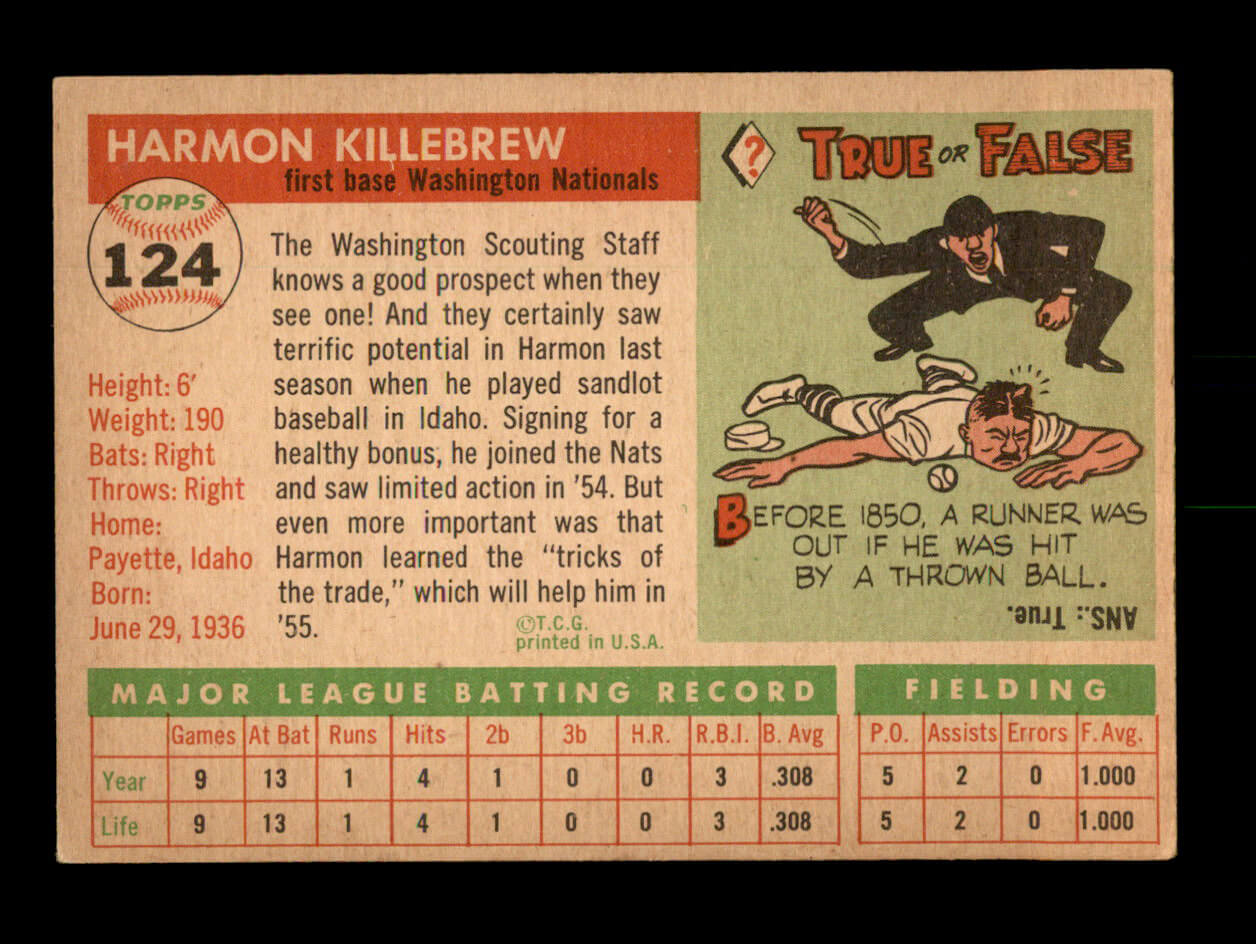 HARMON KILLEBREW
first base Washington Nationals
TOPPS
124
Height: 6'
Weight: 190
Bats: Right
Throws: Right
Home:
Payette, Idaho
Born:
June 29, 1936
The Washington Scouting Staff
knows a good prospect when they
see one! And they certainly saw
terrific potential in Harmon last
season when he played sandlot
baseball in Idaho. Signing for a
healthy bonus, he joined the Nats
and saw limited action in '54. But
even more important was that
Harmon learned the "tricks of
the trade," which will help him in
'55.
©T.C.G.
printed in U.S.A.
?
TRUE OR FALSE
BEFORE 1850, A RUNNER WAS
OUT IF HE WAS HIT
BY A THROWN BALL.
ANS.: True.
MAJOR LEAGUE BATTING RECORD
Games At Bat Runs Hits 2b 3b H.R. R.B.I. B. Avg
Year 9 13 1 4 1 0 0 3 .308
Life 9 13 1 4 1 0 0 3 .308
FIELDING
P.O. Assists Errors F. Avg.
5 2 0 1.000
5 2 0 1.000